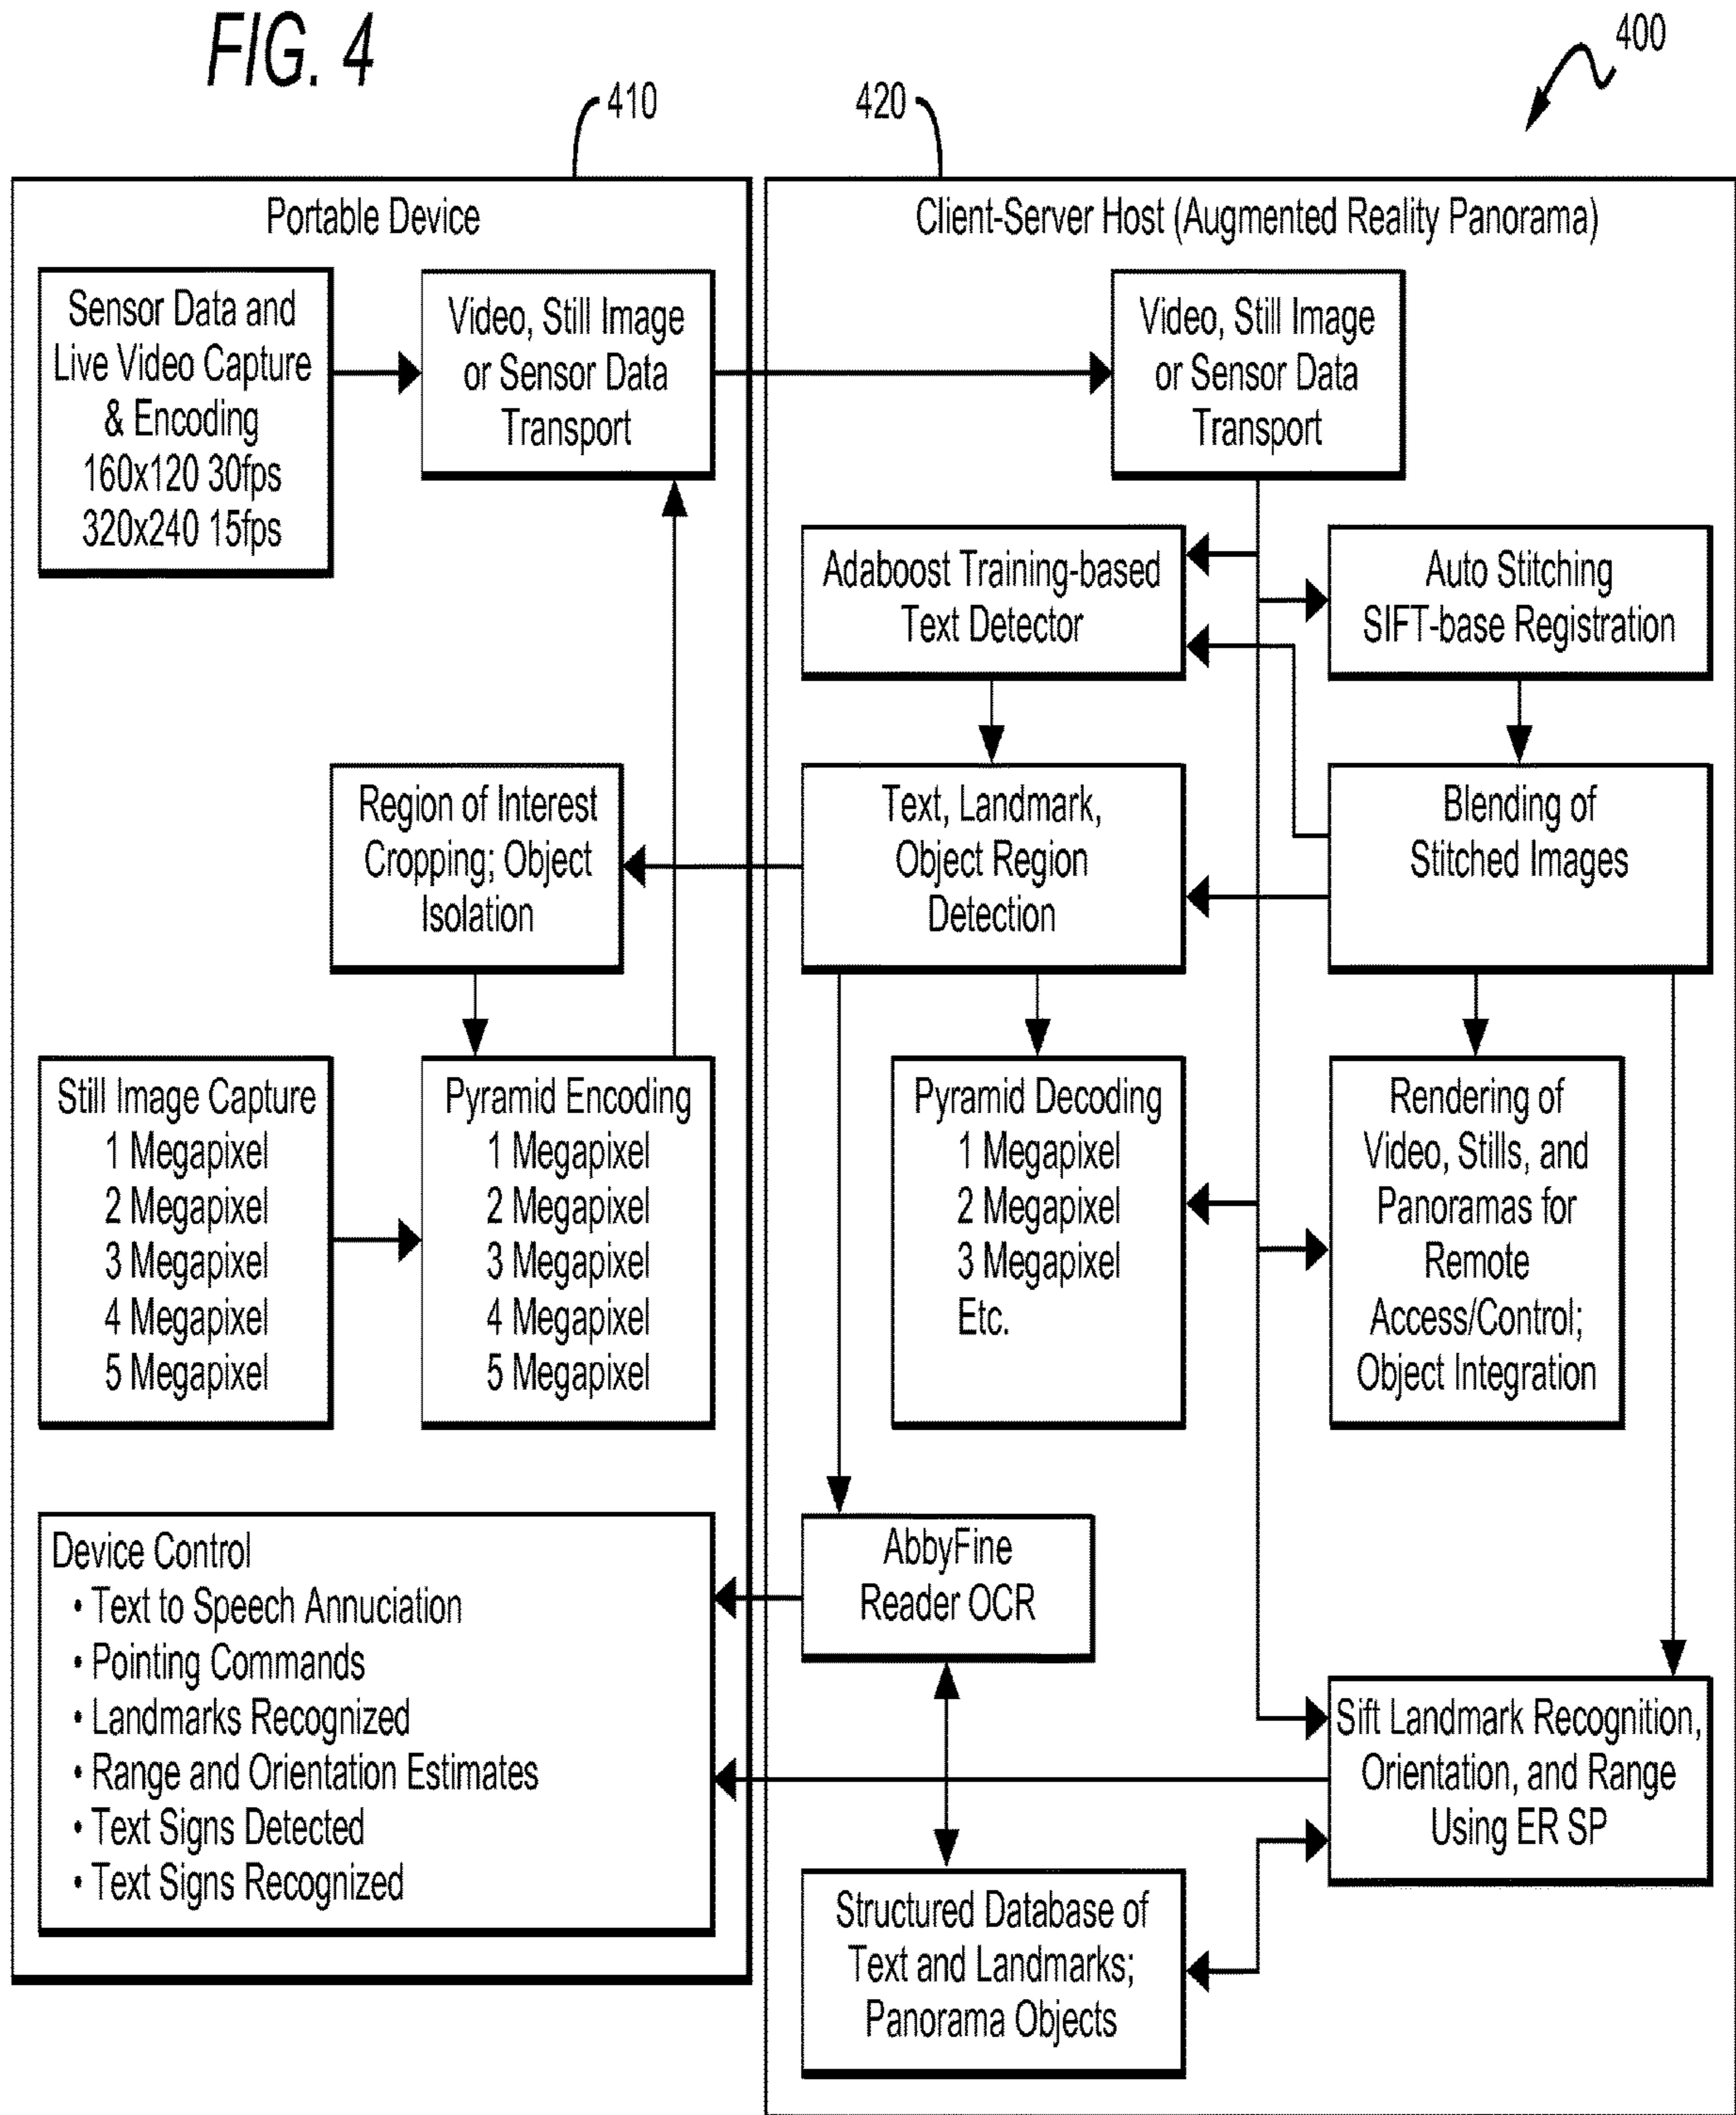 FIG. 4
400
410
420
Portable Device
Sensor Data and
Live Video Capture
& Encoding
160x120 30fps
320x240 15fps
Video, Still Image
or Sensor Data
Transport
Region of Interest
Cropping; Object
Isolation
Still Image Capture
1 Megapixel
2 Megapixel
3 Megapixel
4 Megapixel
5 Megapixel
Pyramid Encoding
1 Megapixel
2 Megapixel
3 Megapixel
4 Megapixel
5 Megapixel
Device Control
• Text to Speech Annuciation
• Pointing Commands
• Landmarks Recognized
• Range and Orientation Estimates
• Text Signs Detected
• Text Signs Recognized
Client-Server Host (Augmented Reality Panorama)
Video, Still Image
or Sensor Data
Transport
Adaboost Training-based
Text Detector
Auto Stitching
SIFT-base Registration
Text, Landmark,
Object Region
Detection
Blending of
Stitched Images
Pyramid Decoding
1 Megapixel
2 Megapixel
3 Megapixel
Etc.
Rendering of
Video, Stills, and
Panoramas for
Remote
Access/Control;
Object Integration
AbbyFine
Reader OCR
Sift Landmark Recognition,
Orientation, and Range
Using ER SP
Structured Database of
Text and Landmarks;
Panorama Objects